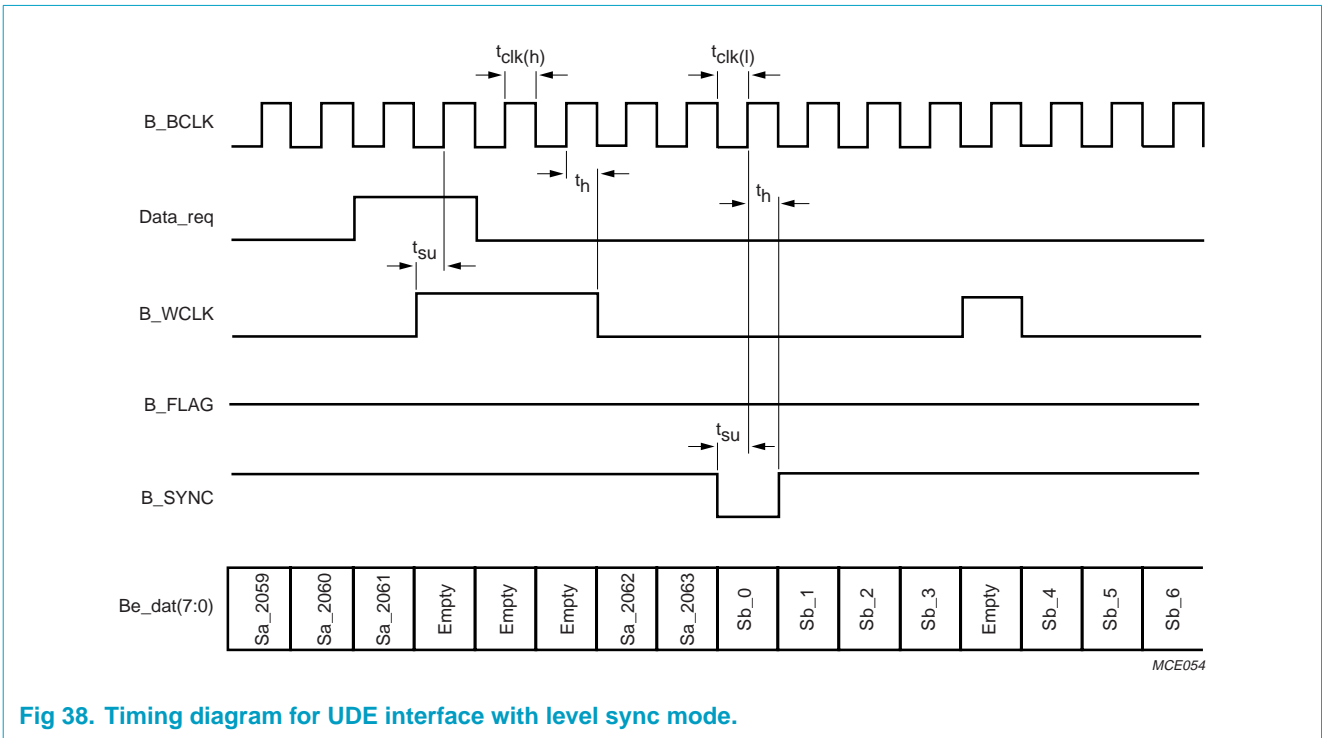 tclk(h)
tclk(l)
B_BCLK
th
th
Data_req
tsu
B_WCLK
B_FLAG
tsu
B_SYNC
Be_dat(7:0)
Sa_2059
Sa_2060
Sa_2061
Empty
Empty
Empty
Sa_2062
Sa_2063
Sb_0
Sb_1
Sb_2
Sb_3
Empty
Sb_4
Sb_5
Sb_6
MCE054
Fig 38. Timing diagram for UDE interface with level sync mode.